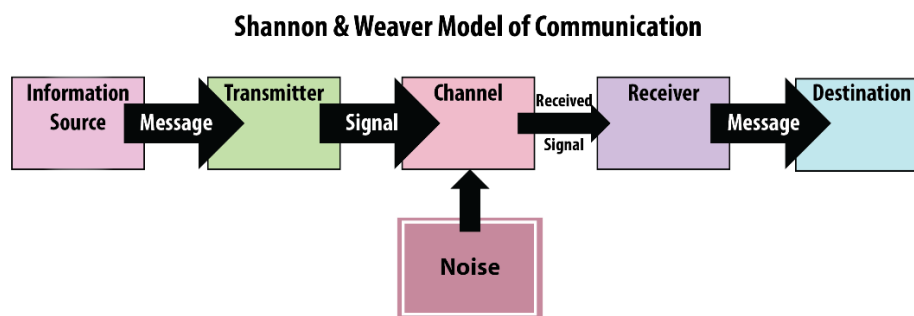 Shannon & Weaver Model of Communication
Information
Source
Message
Transmitter
Signal
Channel
Received
Signal
Receiver
Message
Destination
Noise